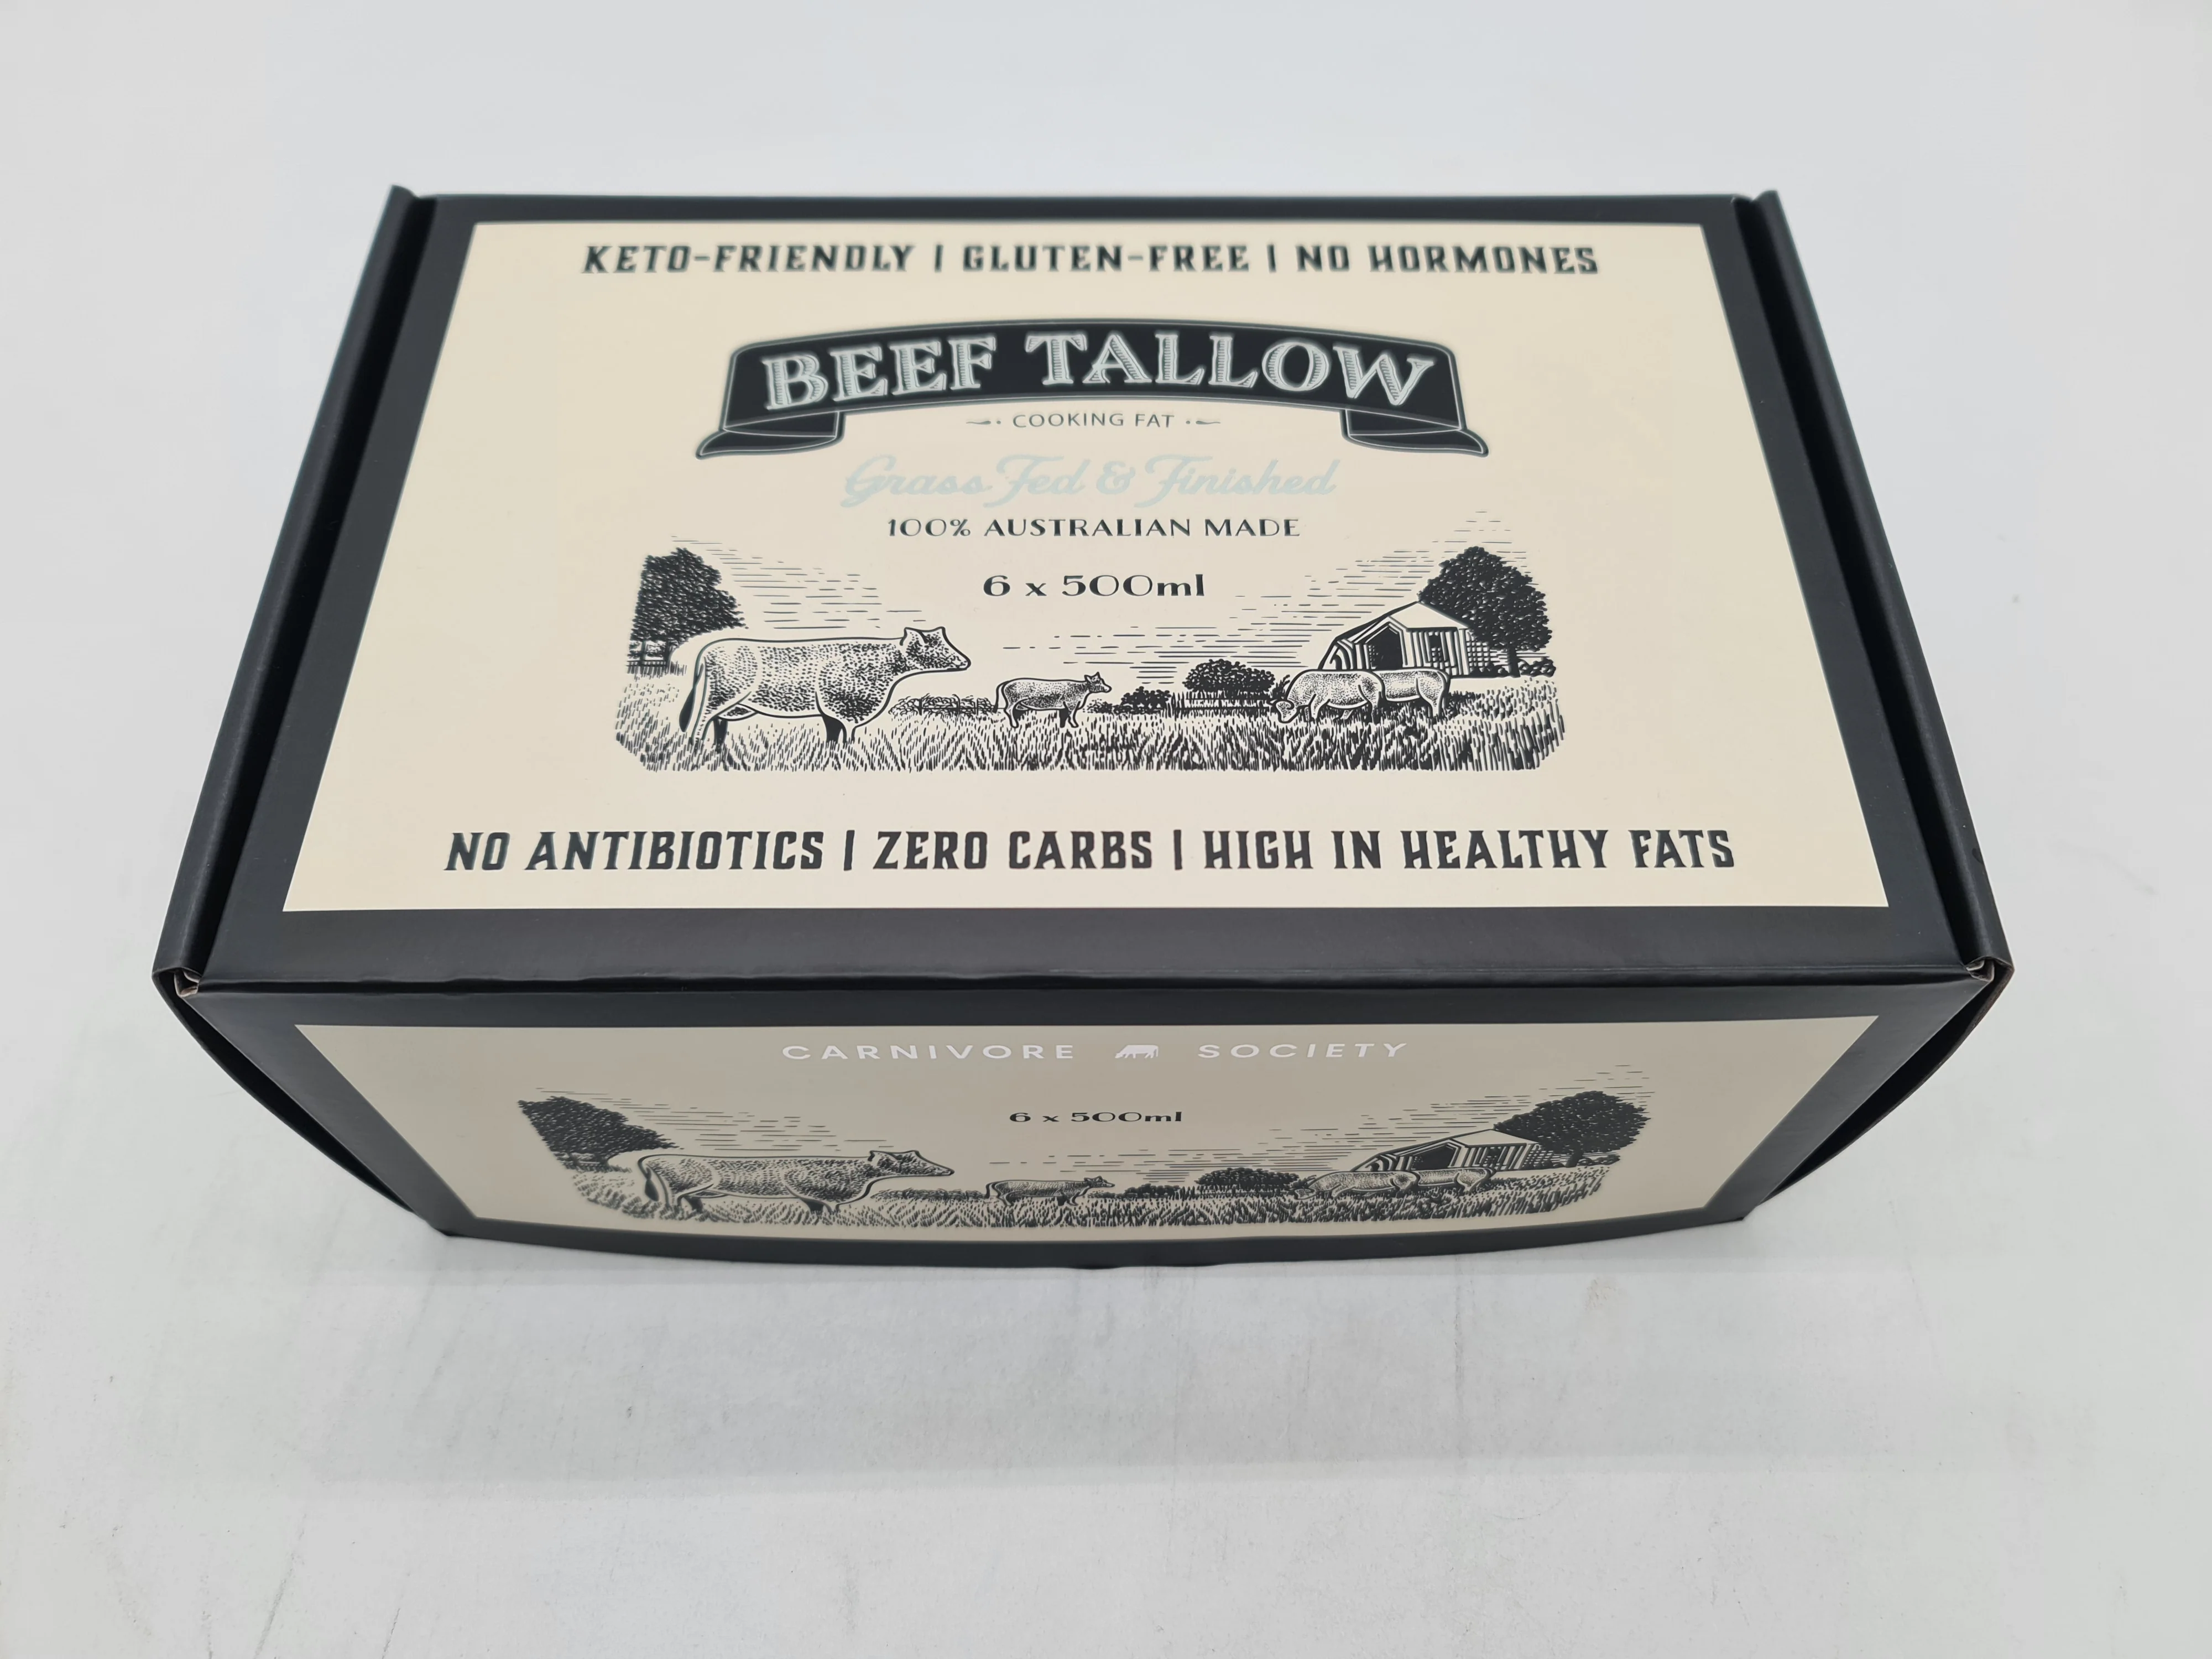 KETO-FRIENDLY | GLUTEN-FREE | NO HORMONES
BEEF TALLOW
COOKING FAT
Grass Fed & Finished
100% AUSTRALIAN MADE
6 x 500ml
NO ANTIBIOTICS | ZERO CARBS | HIGH IN HEALTHY FATS
CARNIVORE SOCIETY
6 x 500ml